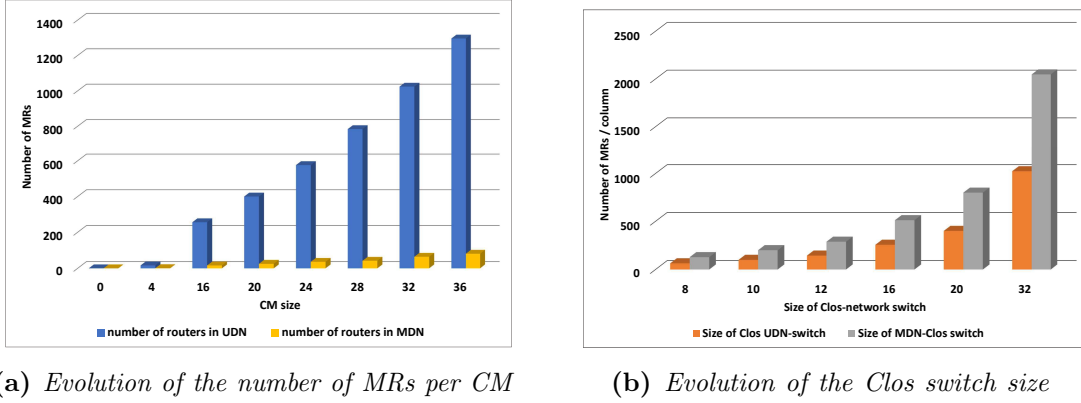 1400
1200
1000
800
600
400
200
0
Number of MRs
0 4 16 20 24 28 32 36
CM size
number of routers in UDN number of routers in MDN
2500
2000
1500
1000
500
0
Number of MRs / column
8 10 12 16 20 32
Size of Clos-network switch
Size of Clos UDN-switch Size of MDN-Clos switch
a) Evolution of the number of MRs per CM
(b) Evolution of the Clos switch size